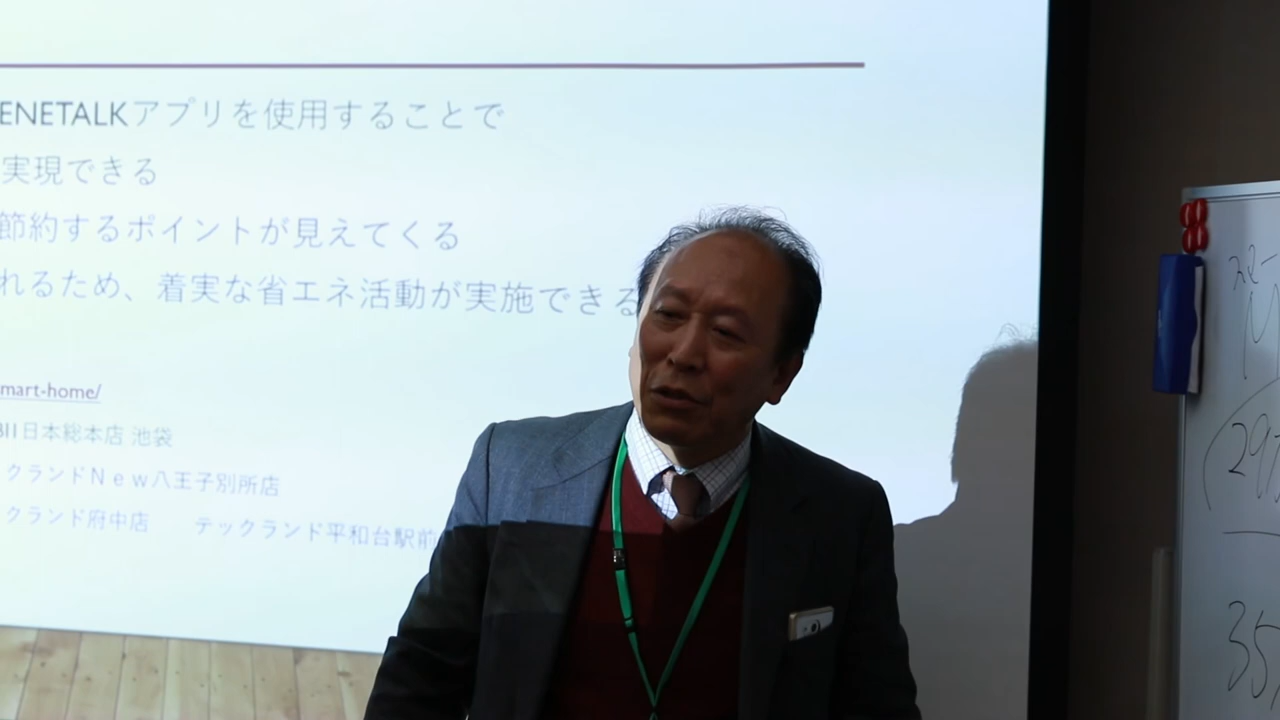 ENETALKアプリを使用することで
実現できる
節約するポイントが見えてくる
れるため、着実な省エネ活動が実施できる
mart-home/
日本総本店 池袋
クランドＮｅｗ八王子別所店
クランド府中店　　テックランド平和台駅前
29
35